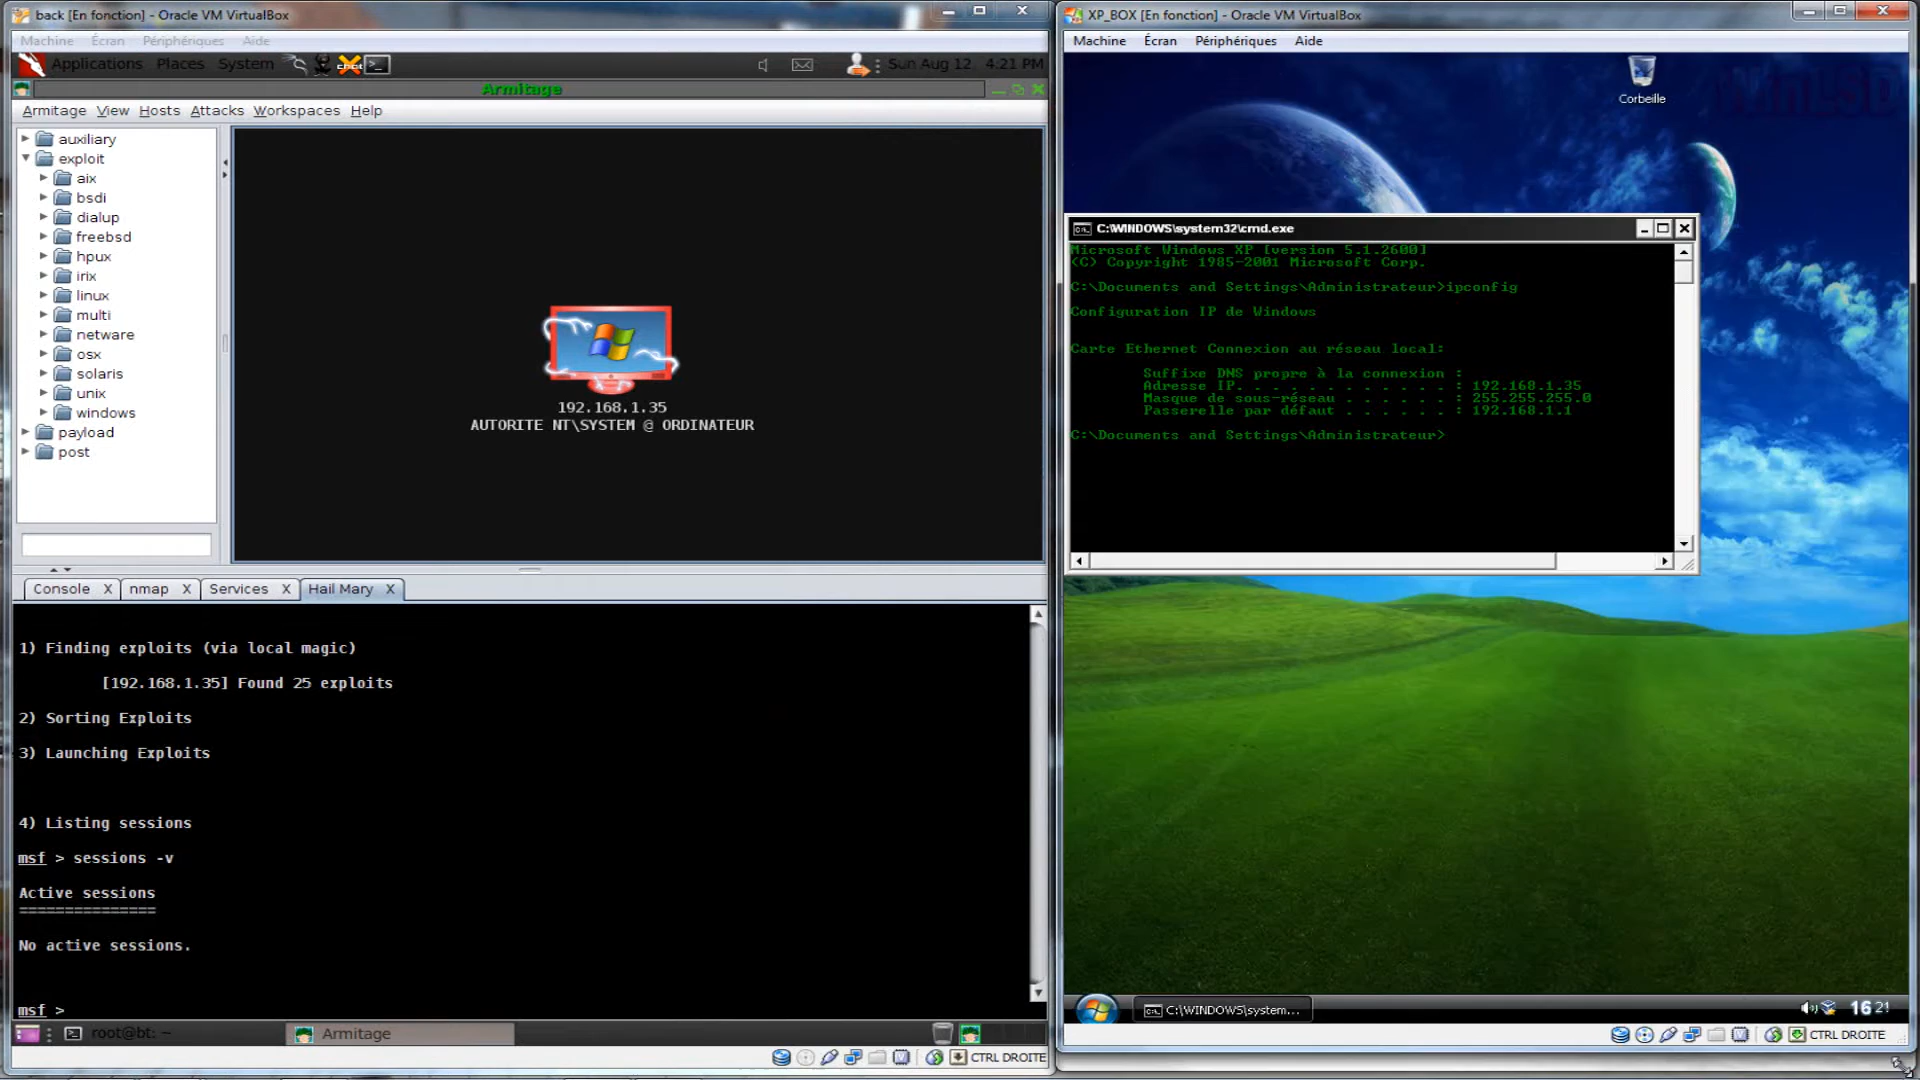 back [En fonction] - Oracle VM VirtualBox
Machine Écran Périphériques Aide
Applications Places System
Sun Aug 12, 4:21 PM
Armitage
Armitage View Hosts Attacks Workspaces Help
auxiliary
exploit
aix
bsdi
dialup
freebsd
hpux
irix
linux
multi
netware
osx
solaris
unix
windows
payload
post
192.168.1.35
AUTORITE NT\SYSTEM @ ORDINATEUR
Console X nmap X Services X Hail Mary X
1) Finding exploits (via local magic)
[192.168.1.35] Found 25 exploits
2) Sorting Exploits
3) Launching Exploits
4) Listing sessions
msf > sessions -v
Active sessions
===============
No active sessions.
msf >
root@bt: ~
Armitage
CTRL DROITE
XP_BOX [En fonction] - Oracle VM VirtualBox
Machine Écran Périphériques Aide
Corbeille
C:\WINDOWS\system32\cmd.exe
Microsoft Windows XP [version 5.1.2600]
(C) Copyright 1985-2001 Microsoft Corp.
C:\Documents and Settings\Administrateur>ipconfig
Configuration IP de Windows
Carte Ethernet Connexion au réseau local:
Suffixe DNS propre à la connexion :
Adresse IP. . . . . . . . . . . . : 192.168.1.35
Masque de sous-réseau . . . . . . : 255.255.255.0
Passerelle par défaut . . . . . . : 192.168.1.1
C:\Documents and Settings\Administrateur>
C:\WINDOWS\system...
16 21
CTRL DROITE